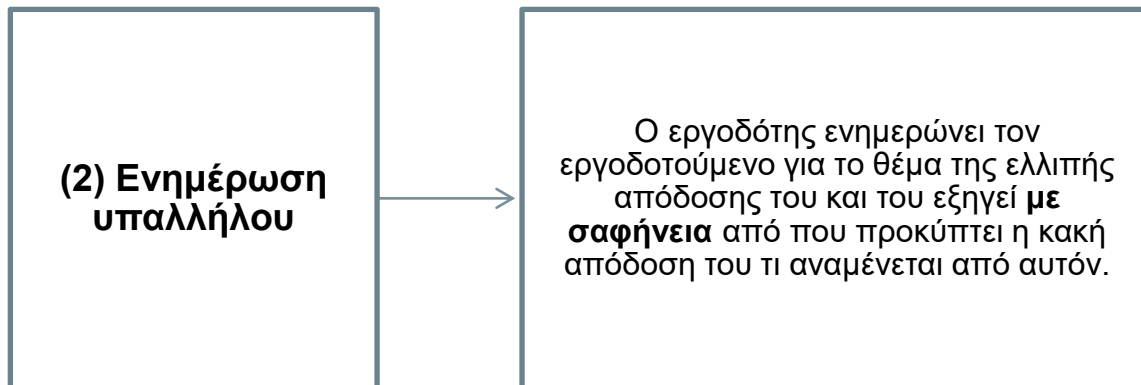 (2) Ενημέρωση
υπαλλήλου
Ο εργοδότης ενημερώνει τον
εργοδοτούμενο για το θέμα της ελλιπής
απόδοσης του και του εξηγεί με
σαφήνεια από που προκύπτει η κακή
απόδοση του τι αναμένεται από αυτόν.